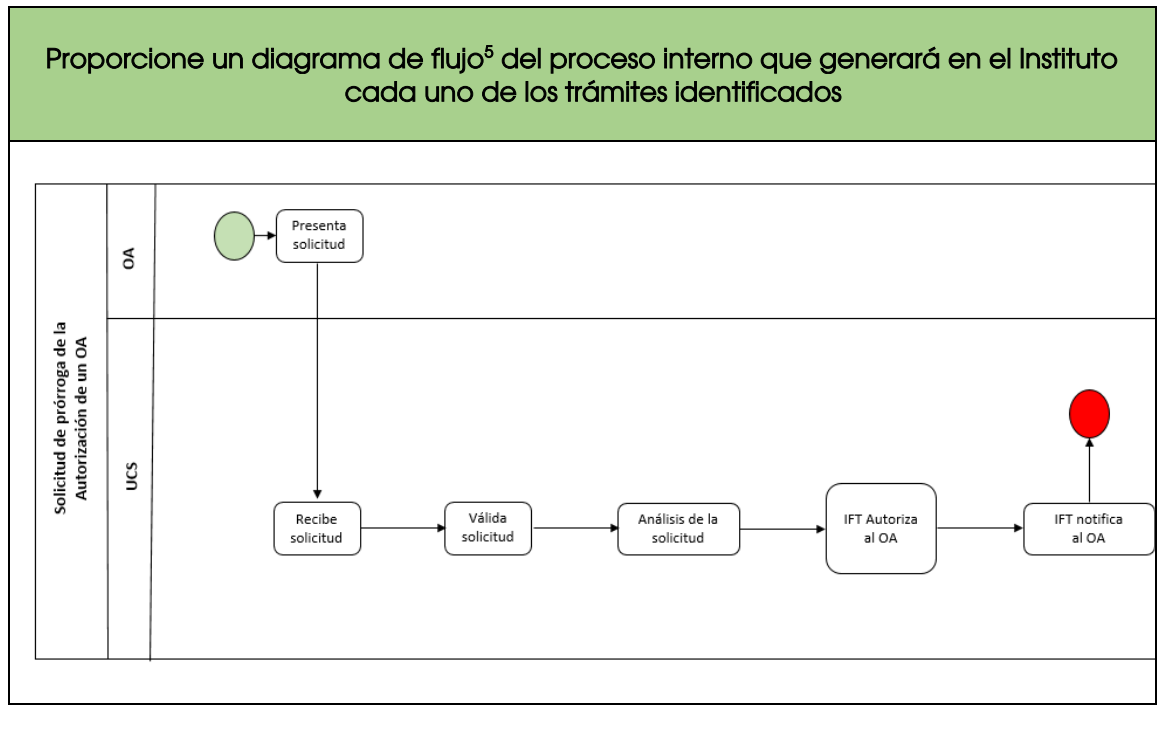 Proporcione un diagrama de flujo⁵ del proceso interno que generará en el Instituto
cada uno de los trámites identificados
Solicitud de prórroga de la
Autorización de un OA
OA
Presenta
solicitud
UCS
Recibe
solicitud
Válida
solicitud
Análisis de la
solicitud
IFT Autoriza
al OA
IFT notifica
al OA